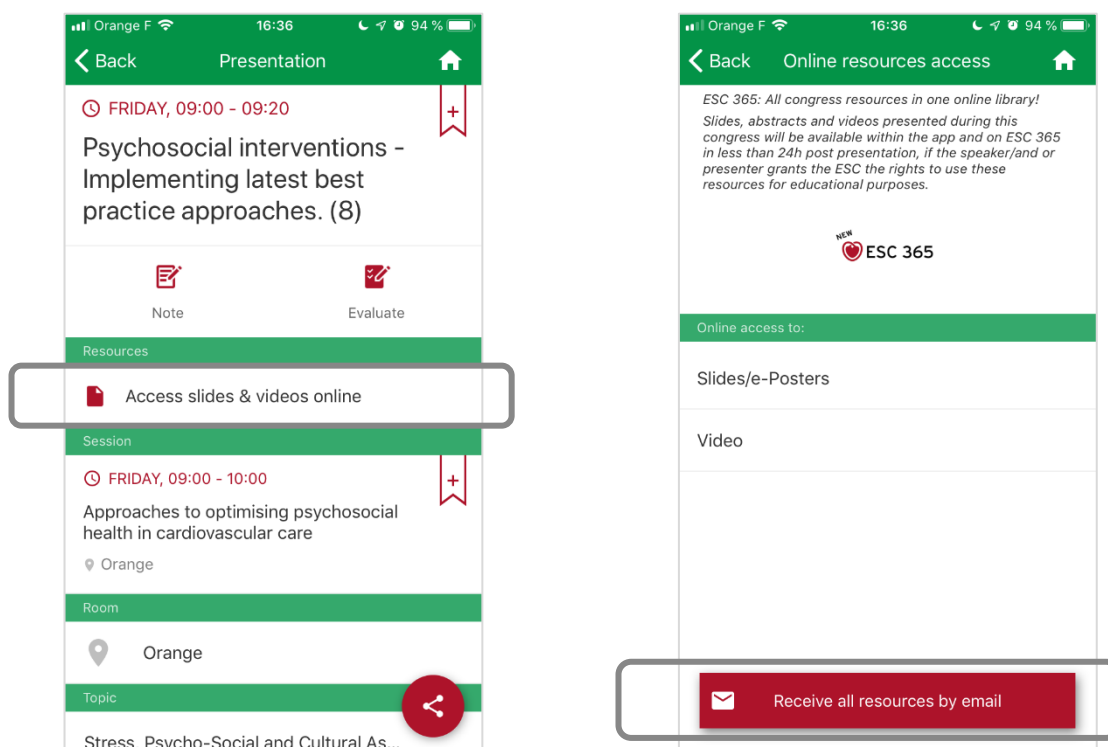 Orange F 16:36 94 %
Back Presentation
FRIDAY, 09:00 - 09:20
Psychosocial interventions -
Implementing latest best
practice approaches. (8)
Note Evaluate
Resources
Access slides & videos online
Session
FRIDAY, 09:00 - 10:00
Approaches to optimising psychosocial
health in cardiovascular care
Orange
Room
Orange
Topic
Stress, Psycho-Social and Cultural As...
Orange F 16:36 94 %
Back Online resources access
ESC 365: All congress resources in one online library!
Slides, abstracts and videos presented during this
congress will be available within the app and on ESC 365
in less than 24h post presentation, if the speaker/and or
presenter grants the ESC the rights to use these
resources for educational purposes.
NEW
ESC 365
Online access to:
Slides/e-Posters
Video
Receive all resources by email